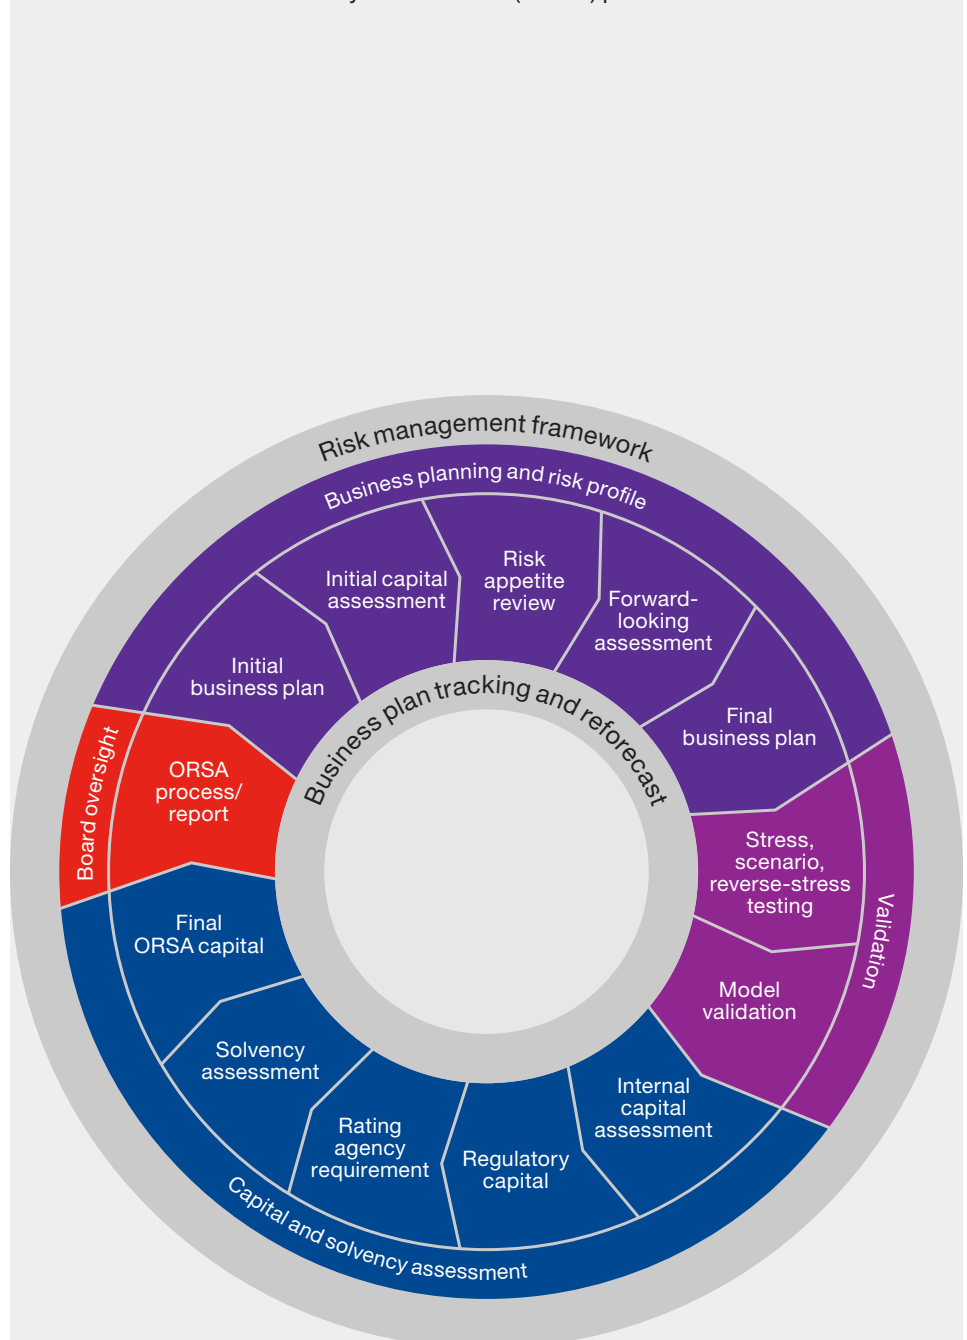 Risk management framework
Business planning and risk profile
Initial
business plan
Initial capital
assessment
Risk
appetite
review
Forward-
looking
assessment
Final
business plan
Validation
Stress,
scenario,
reverse-stress
testing
Model
validation
Capital and solvency assessment
Internal
capital
assessment
Regulatory
capital
Rating
agency
requirement
Solvency
assessment
Final
ORSA capital
Board oversight
ORSA
process/
report
Business plan tracking and reforecast